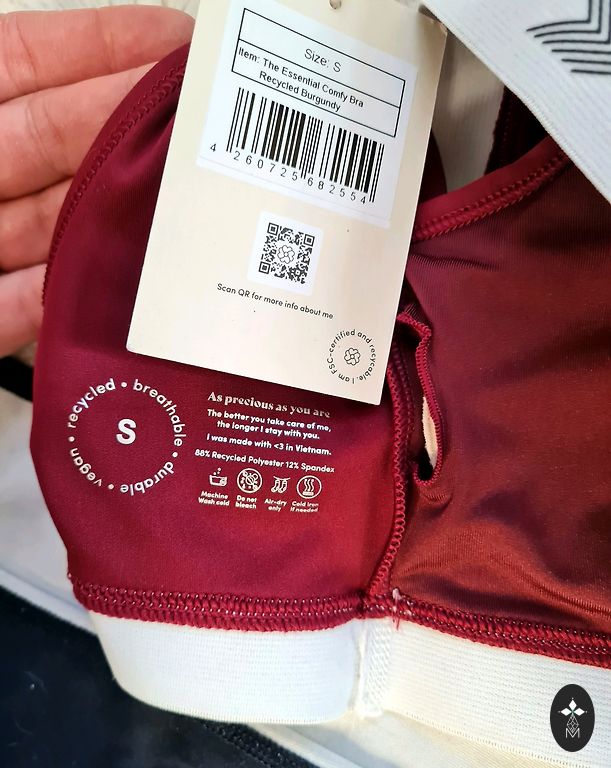 Size: S
Item: The Essential Comfy Bra
Recycled Burgundy
4 260725 682554
Scan QR for more info about me
I am FSC-certified and recycable.
recycled • breathable • durable • vegan •
S
As precious as you are
The better you take care of me,
the longer I stay with you.
I was made with <3 in Vietnam.
88% Recycled Polyester 12% Spandex
Machine
Wash cold
Do not
bleach
Air-dry
only
Cold iron
if needed
M